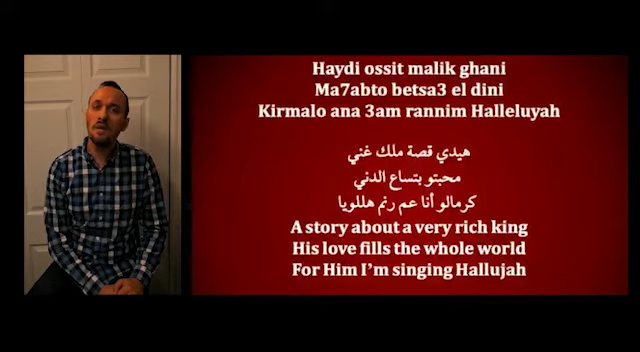 Haydi ossit malik ghani
Ma7abto betsa3 el dini
Kirmalo ana 3am rannim Halleluyah
هيدي قصة ملك غني
محبتو بتساع الدني
كرمالو أنا عم رنم هللويا
A story about a very rich king
His love fills the whole world
For Him I'm singing Hallujah